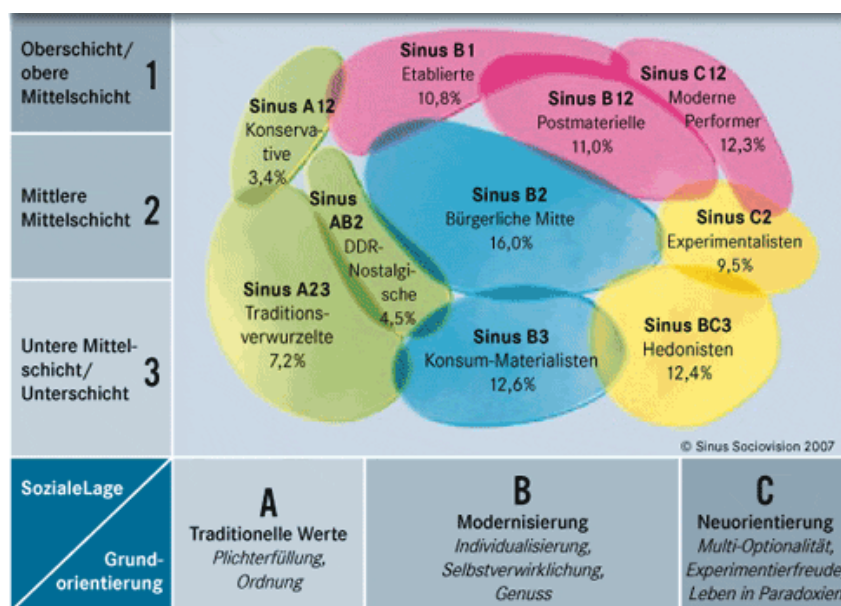 Oberschicht/
obere
Mittelschicht
1
Mittlere
Mittelschicht
2
Untere Mittel-
schicht/
Unterschicht
3
Sinus B1
Etablierte
10,8%
Sinus C12
Moderne
Performer
12,3%
Sinus A12
Konserva-
tive
3,4%
Sinus B12
Postmaterielle
11,0%
Sinus
AB2
DDR-
Nostalgi-
sche
4,5%
Sinus B2
Bürgerliche Mitte
16,0%
Sinus C2
Experimentalisten
9,5%
Sinus A23
Traditions-
verwurzelte
7,2%
Sinus B3
Konsum-Materialisten
12,6%
Sinus BC3
Hedonisten
12,4%
© Sinus Sociovision 2007
SozialeLage
Grund-
orientierung
A
Traditionelle Werte
Plichterfüllung,
Ordnung
B
Modernisierung
Individualisierung,
Selbstverwirklichung,
Genuss
C
Neuorientierung
Multi-Optionalität,
Experimentierfreude,
Leben in Paradoxien